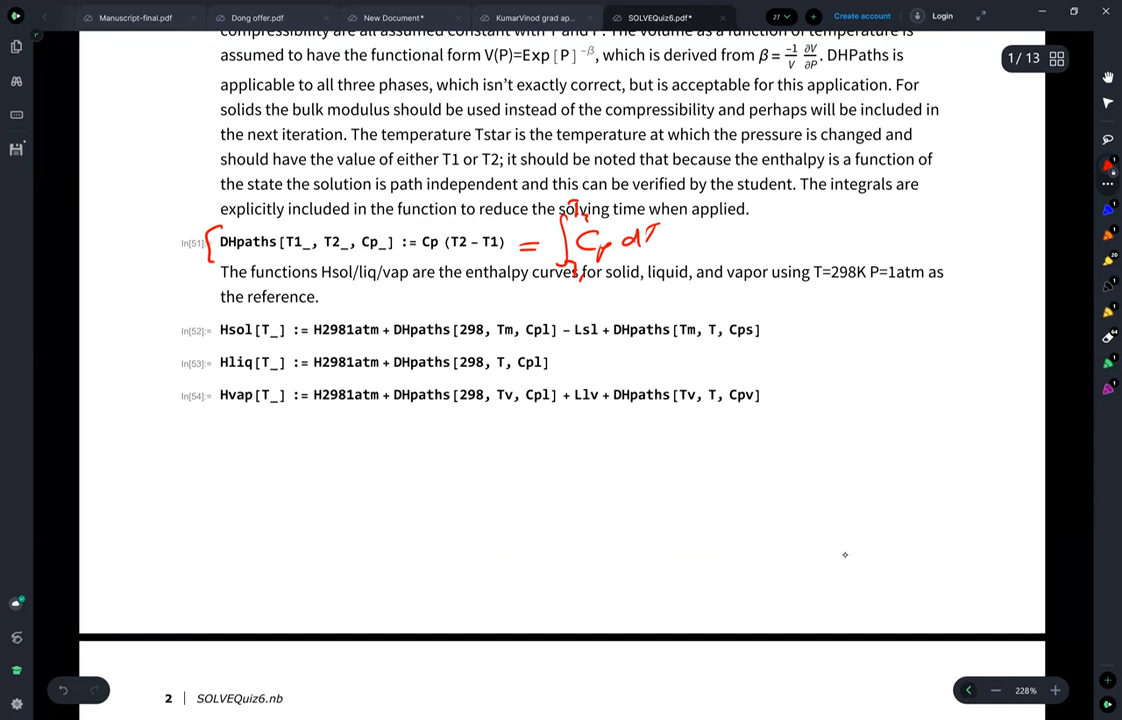 Manuscript-final.pdf
Dong offer.pdf
New Document*
KumarVinod grad ap...
SOLVEQuiz6.pdf*
27
Create account
Login
1 / 13
assumed to have the functional form V(P)=Exp[P]^-β, which is derived from β = -1/V ∂V/∂P. DHPaths is
applicable to all three phases, which isn't exactly correct, but is acceptable for this application. For
solids the bulk modulus should be used instead of the compressibility and perhaps will be included in
the next iteration. The temperature Tstar is the temperature at which the pressure is changed and
should have the value of either T1 or T2; it should be noted that because the enthalpy is a function of
the state the solution is path independent and this can be verified by the student. The integrals are
explicitly included in the function to reduce the solving time when applied.
In[51]:= DHpaths[T1_, T2_, Cp_] := Cp (T2 - T1) = ∫ Cp dT
The functions Hsol/liq/vap are the enthalpy curves for solid, liquid, and vapor using T=298K P=1atm as
the reference.
In[52]:= Hsol[T_] := H2981atm + DHpaths[298, Tm, Cpl] - Lsl + DHpaths[Tm, T, Cps]
In[53]:= Hliq[T_] := H2981atm + DHpaths[298, T, Cpl]
In[54]:= Hvap[T_] := H2981atm + DHpaths[298, Tv, Cpl] + Llv + DHpaths[Tv, T, Cpv]
2 | SOLVEQuiz6.nb
228%